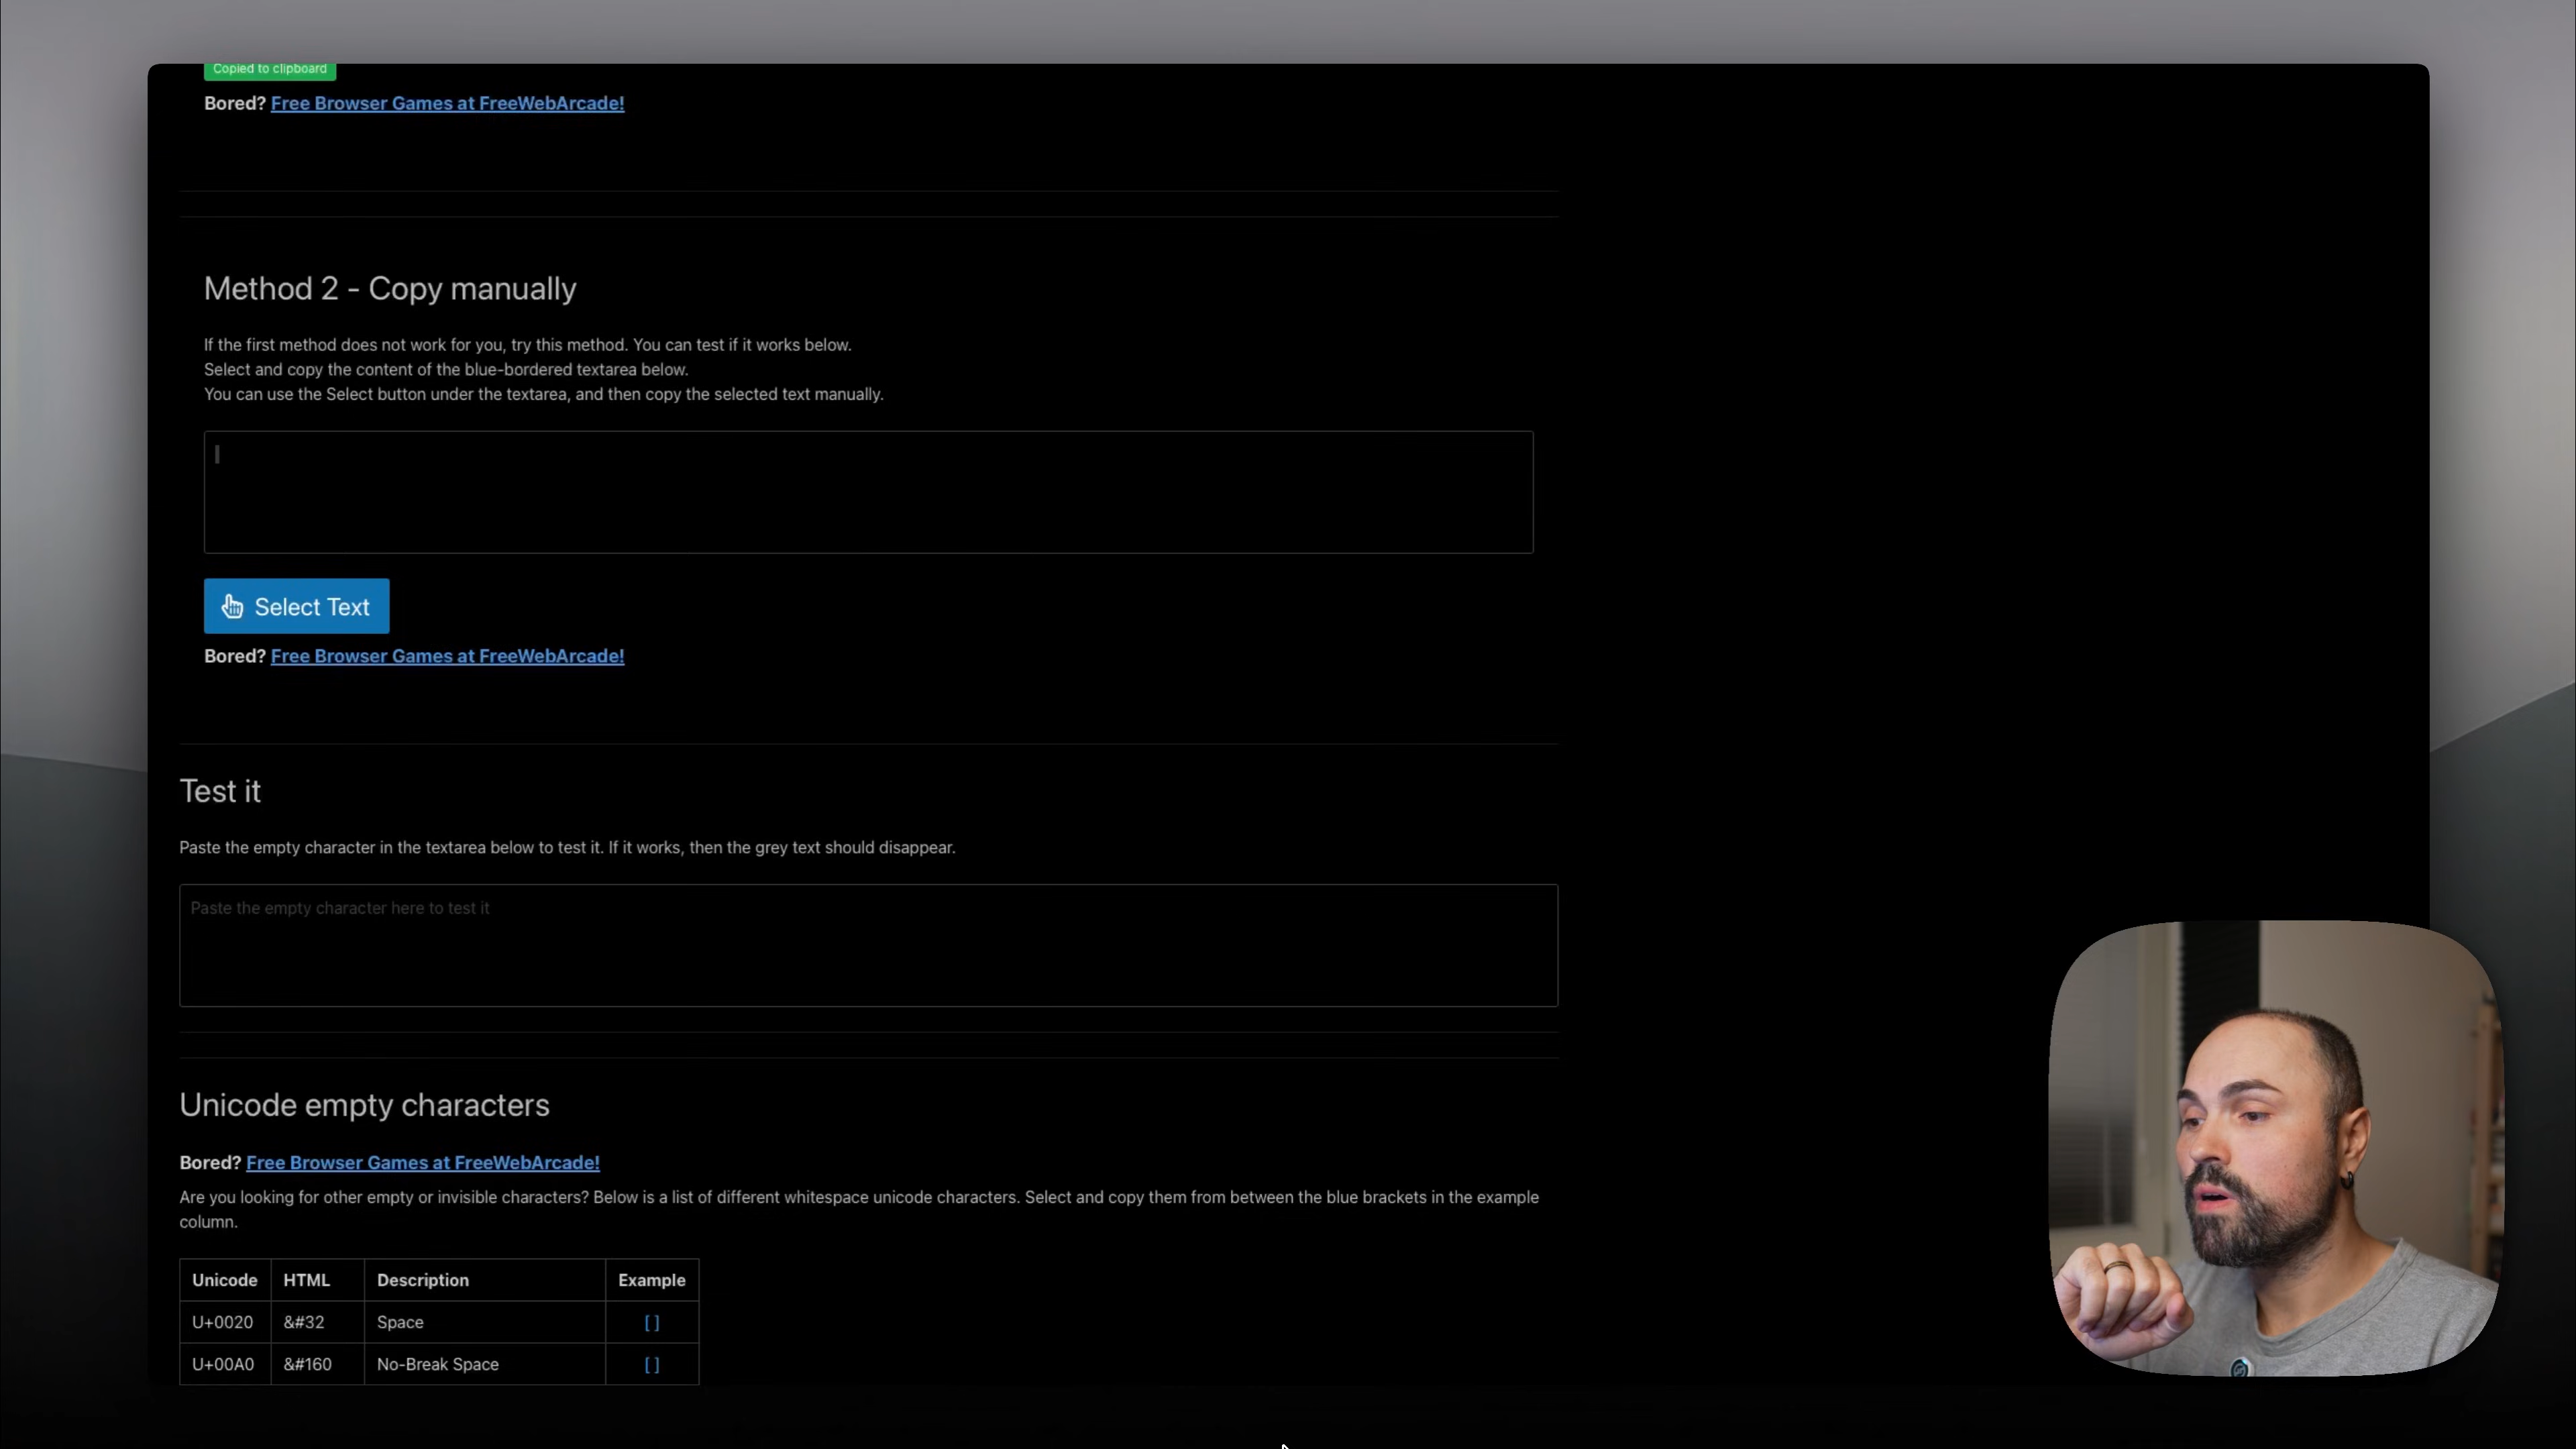 Copied to clipboard
Bored? Free Browser Games at FreeWebArcade!
Method 2 - Copy manually
If the first method does not work for you, try this method. You can test if it works below.
Select and copy the content of the blue-bordered textarea below.
You can use the Select button under the textarea, and then copy the selected text manually.
Select Text
Bored? Free Browser Games at FreeWebArcade!
Test it
Paste the empty character in the textarea below to test it. If it works, then the grey text should disappear.
Paste the empty character here to test it
Unicode empty characters
Bored? Free Browser Games at FreeWebArcade!
Are you looking for other empty or invisible characters? Below is a list of different whitespace unicode characters. Select and copy them from between the blue brackets in the example
column.
Unicode HTML Description Example
U+0020 &#32 Space [ ]
U+00A0 &#160 No-Break Space [ ]